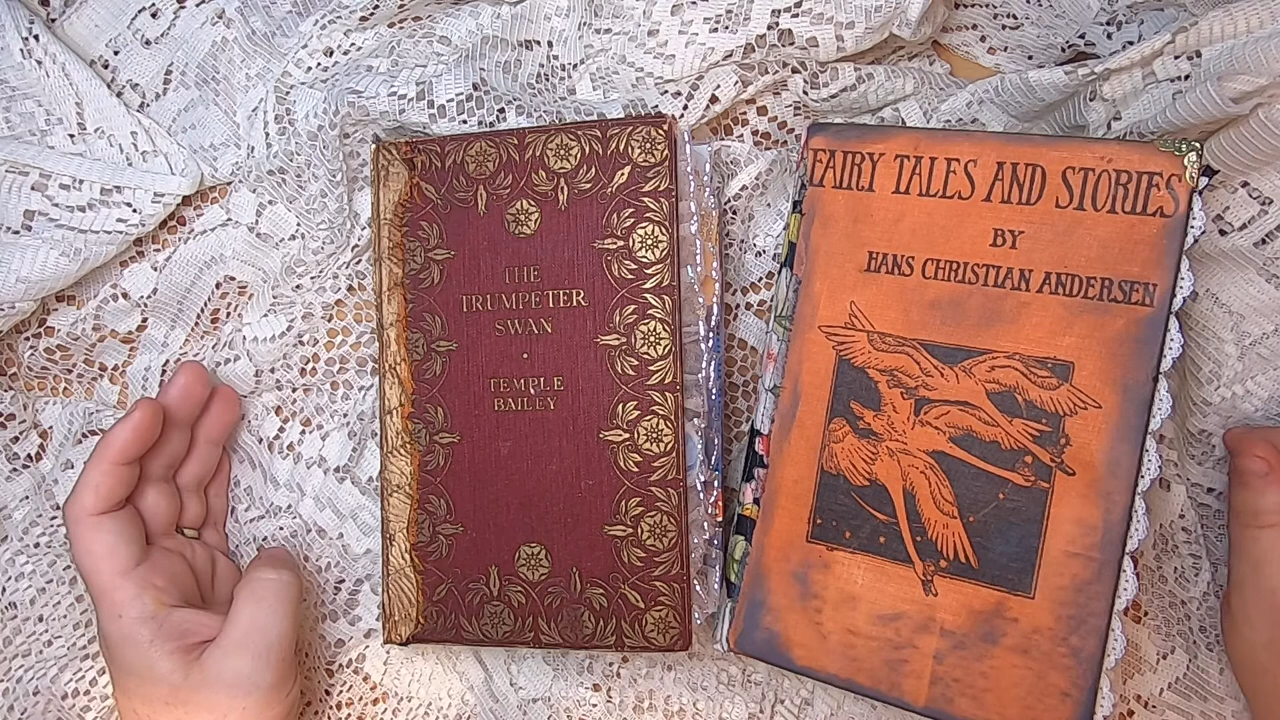 THE
TRUMPETER
SWAN
TEMPLE
BAILEY
FAIRY TALES AND STORIES
BY
HANS CHRISTIAN ANDERSEN